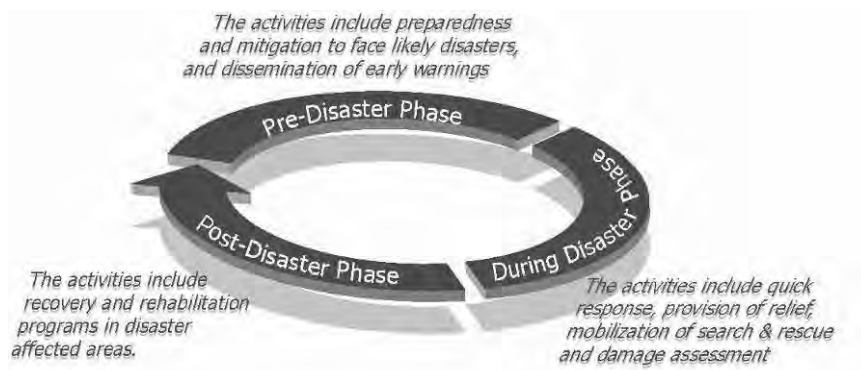 The activities include preparedness
and mitigation to face likely disasters,
and dissemination of early warnings
Pre-Disaster Phase
During Disaster Phase
The activities include quick
response, provision of relief,
mobilization of search & rescue
and damage assessment
Post-Disaster Phase
The activities include
recovery and rehabilitation
programs in disaster
affected areas.